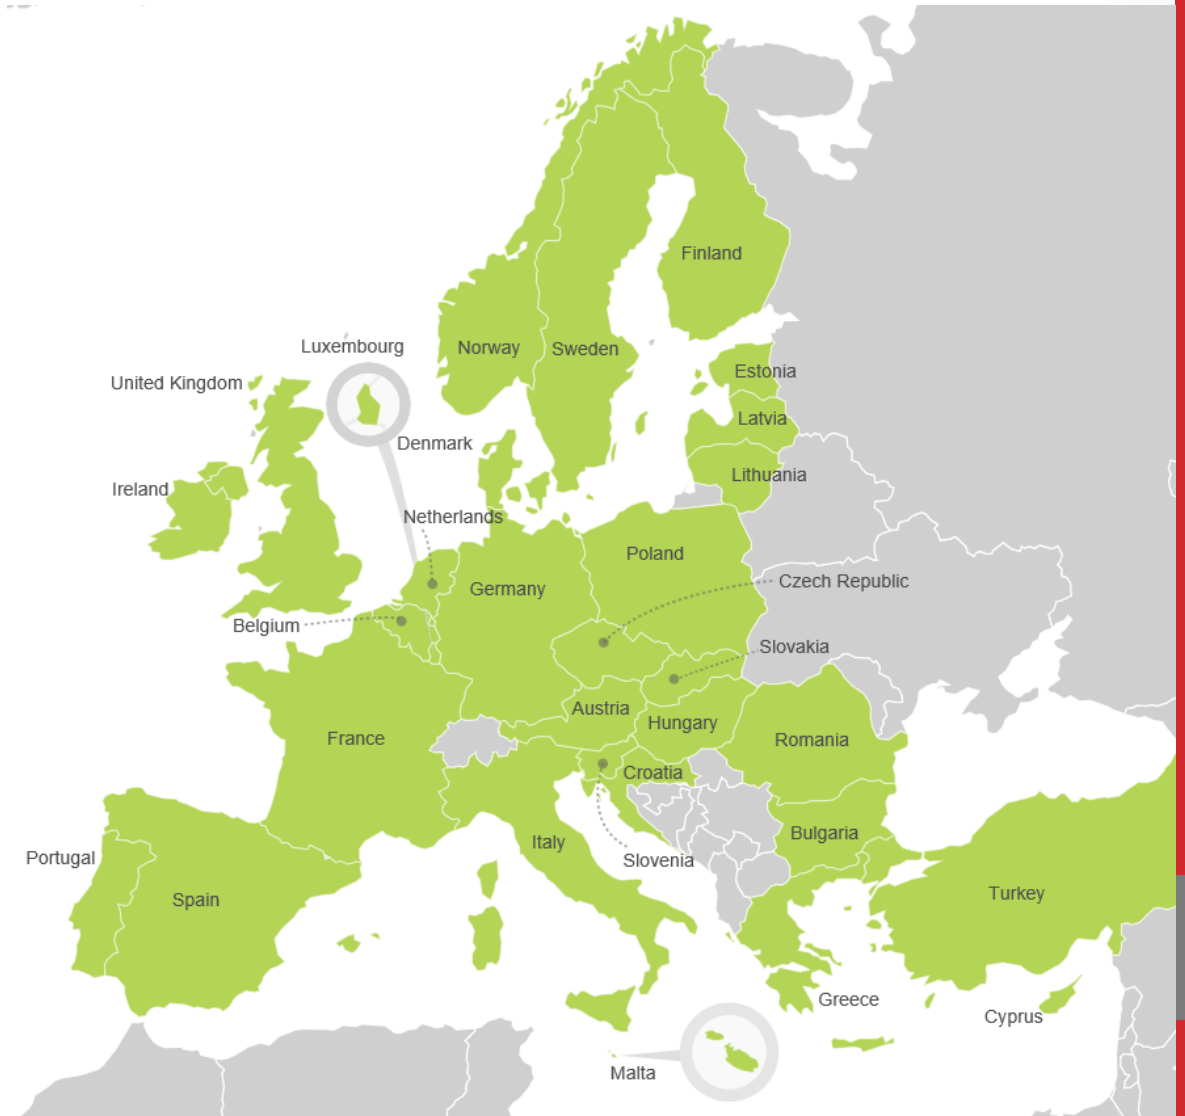 Finland
Luxembourg
Norway
Sweden
Estonia
United Kingdom
Latvia
Denmark
Lithuania
Ireland
Netherlands
Poland
Czech Republic
Germany
Belgium
Slovakia
Austria
Hungary
France
Romania
Croatia
Bulgaria
Italy
Portugal
Slovenia
Spain
Turkey
Greece
Cyprus
Malta